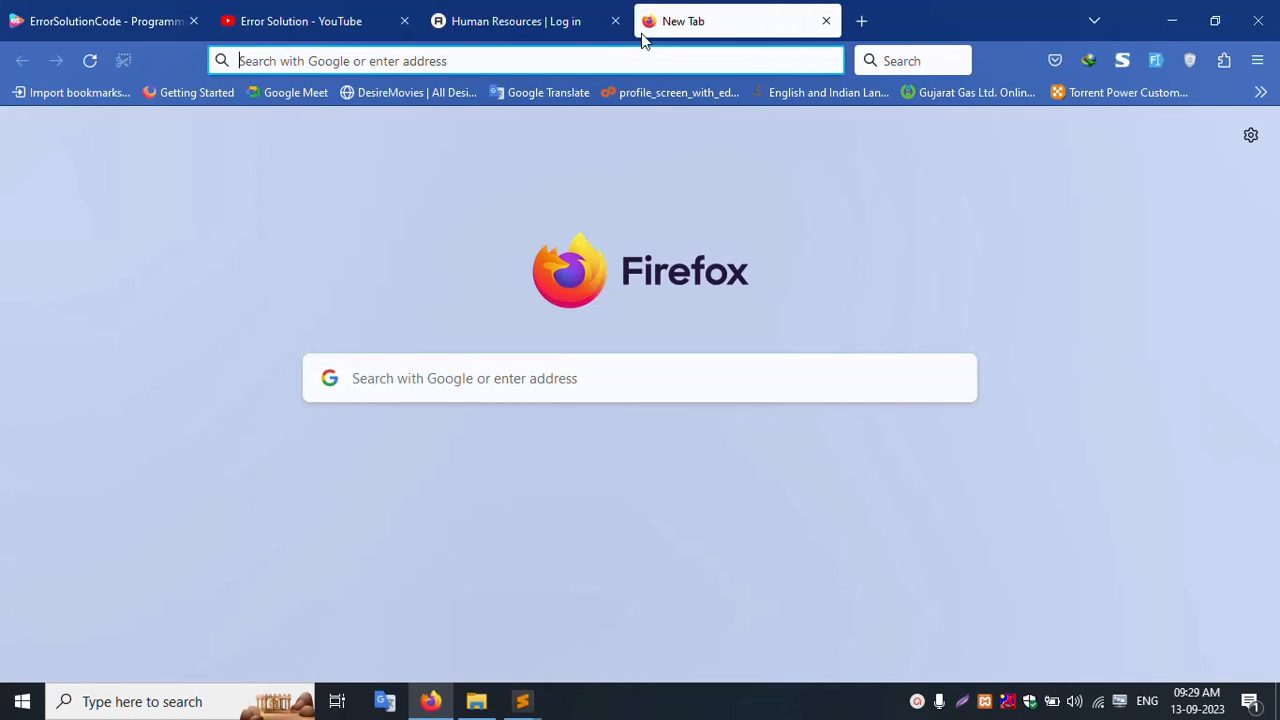 ErrorSolutionCode - Programm
Error Solution - YouTube
Human Resources | Log in
New Tab
Search with Google or enter address
Search
Import bookmarks...
Getting Started
Google Meet
DesireMovies | All Desi...
Google Translate
profile_screen_with_ed...
English and Indian Lan...
Gujarat Gas Ltd. Onlin...
Torrent Power Custom...
Firefox
Search with Google or enter address
Type here to search
ENG
09:29 AM
13-09-2023